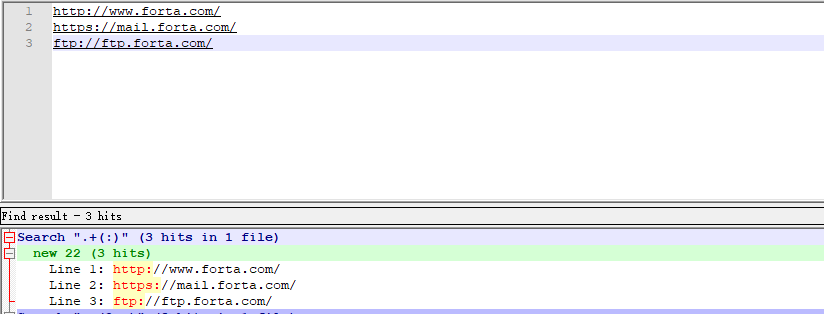 1 http://www.forta.com/
2 https://mail.forta.com/
3 ftp://ftp.forta.com/
Find result - 3 hits
Search ".+(:)" (3 hits in 1 file)
new 22 (3 hits)
Line 1: http://www.forta.com/
Line 2: https://mail.forta.com/
Line 3: ftp://ftp.forta.com/